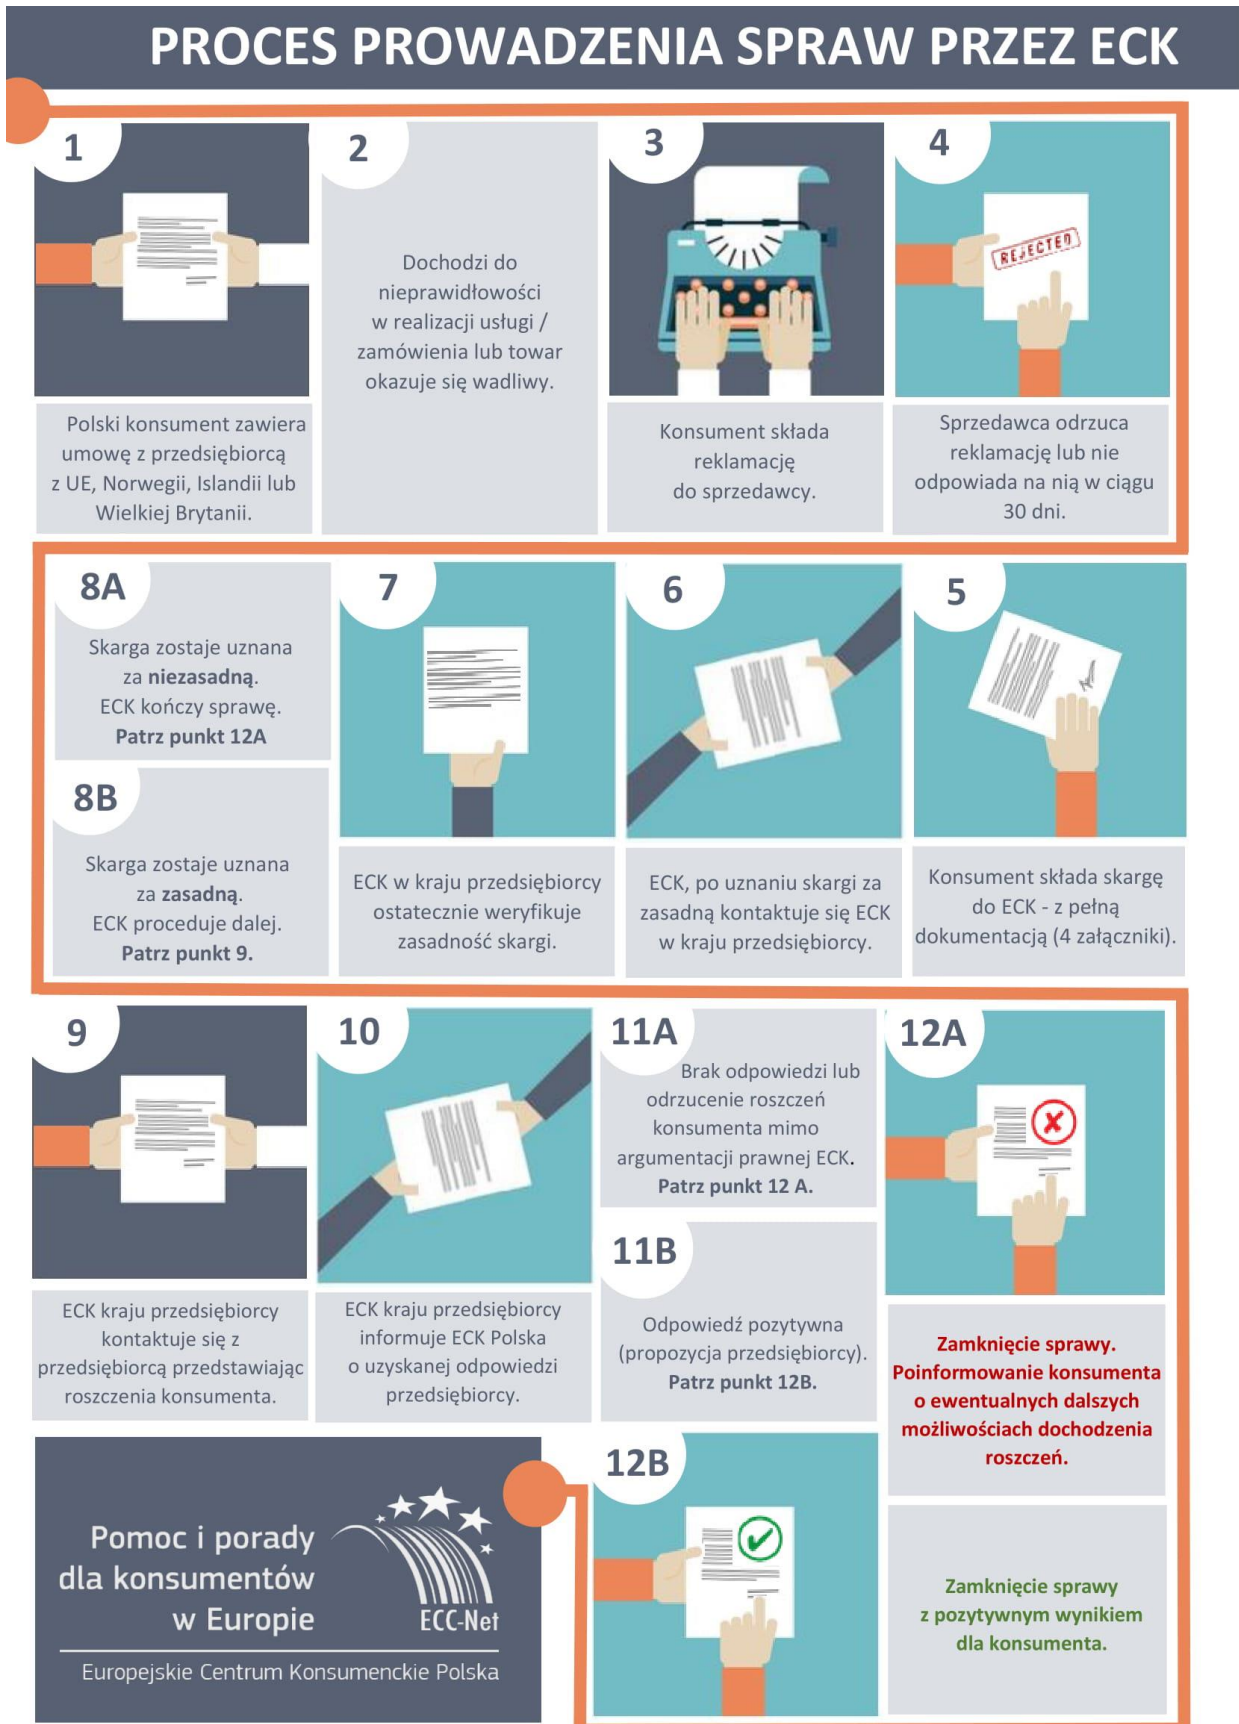 PROCES PROWADZENIA SPRAW PRZEZ ECK
1
Polski konsument zawiera
umowę z przedsiębiorcą
z UE, Norwegii, Islandii lub
Wielkiej Brytanii.
2
Dochodzi do
nieprawidłowości
w realizacji usługi /
zamówienia lub towar
okazuje się wadliwy.
3
Konsument składa
reklamację
do sprzedawcy.
4
REJECTED
Sprzedawca odrzuca
reklamację lub nie
odpowiada na nią w ciągu
30 dni.
5
Konsument składa skargę
do ECK - z pełną
dokumentacją (4 załączniki).
6
ECK, po uznaniu skargi za
zasadną kontaktuje się ECK
w kraju przedsiębiorcy.
7
ECK w kraju przedsiębiorcy
ostatecznie weryfikuje
zasadność skargi.
8A
Skarga zostaje uznana
za niezasadną.
ECK kończy sprawę.
Patrz punkt 12A
8B
Skarga zostaje uznana
za zasadną.
ECK proceduje dalej.
Patrz punkt 9.
9
ECK kraju przedsiębiorcy
kontaktuje się z
przedsiębiorcą przedstawiając
roszczenia konsumenta.
10
ECK kraju przedsiębiorcy
informuje ECK Polska
o uzyskanej odpowiedzi
przedsiębiorcy.
11A
Brak odpowiedzi lub
odrzucenie roszczeń
konsumenta mimo
argumentacji prawnej ECK.
Patrz punkt 12 A.
11B
Odpowiedź pozytywna
(propozycja przedsiębiorcy).
Patrz punkt 12B.
12A
Zamknięcie sprawy.
Poinformowanie konsumenta
o ewentualnych dalszych
możliwościach dochodzenia
roszczeń.
12B
Zamknięcie sprawy
z pozytywnym wynikiem
dla konsumenta.
Pomoc i porady
dla konsumentów
w Europie
ECC-Net
Europejskie Centrum Konsumenckie Polska